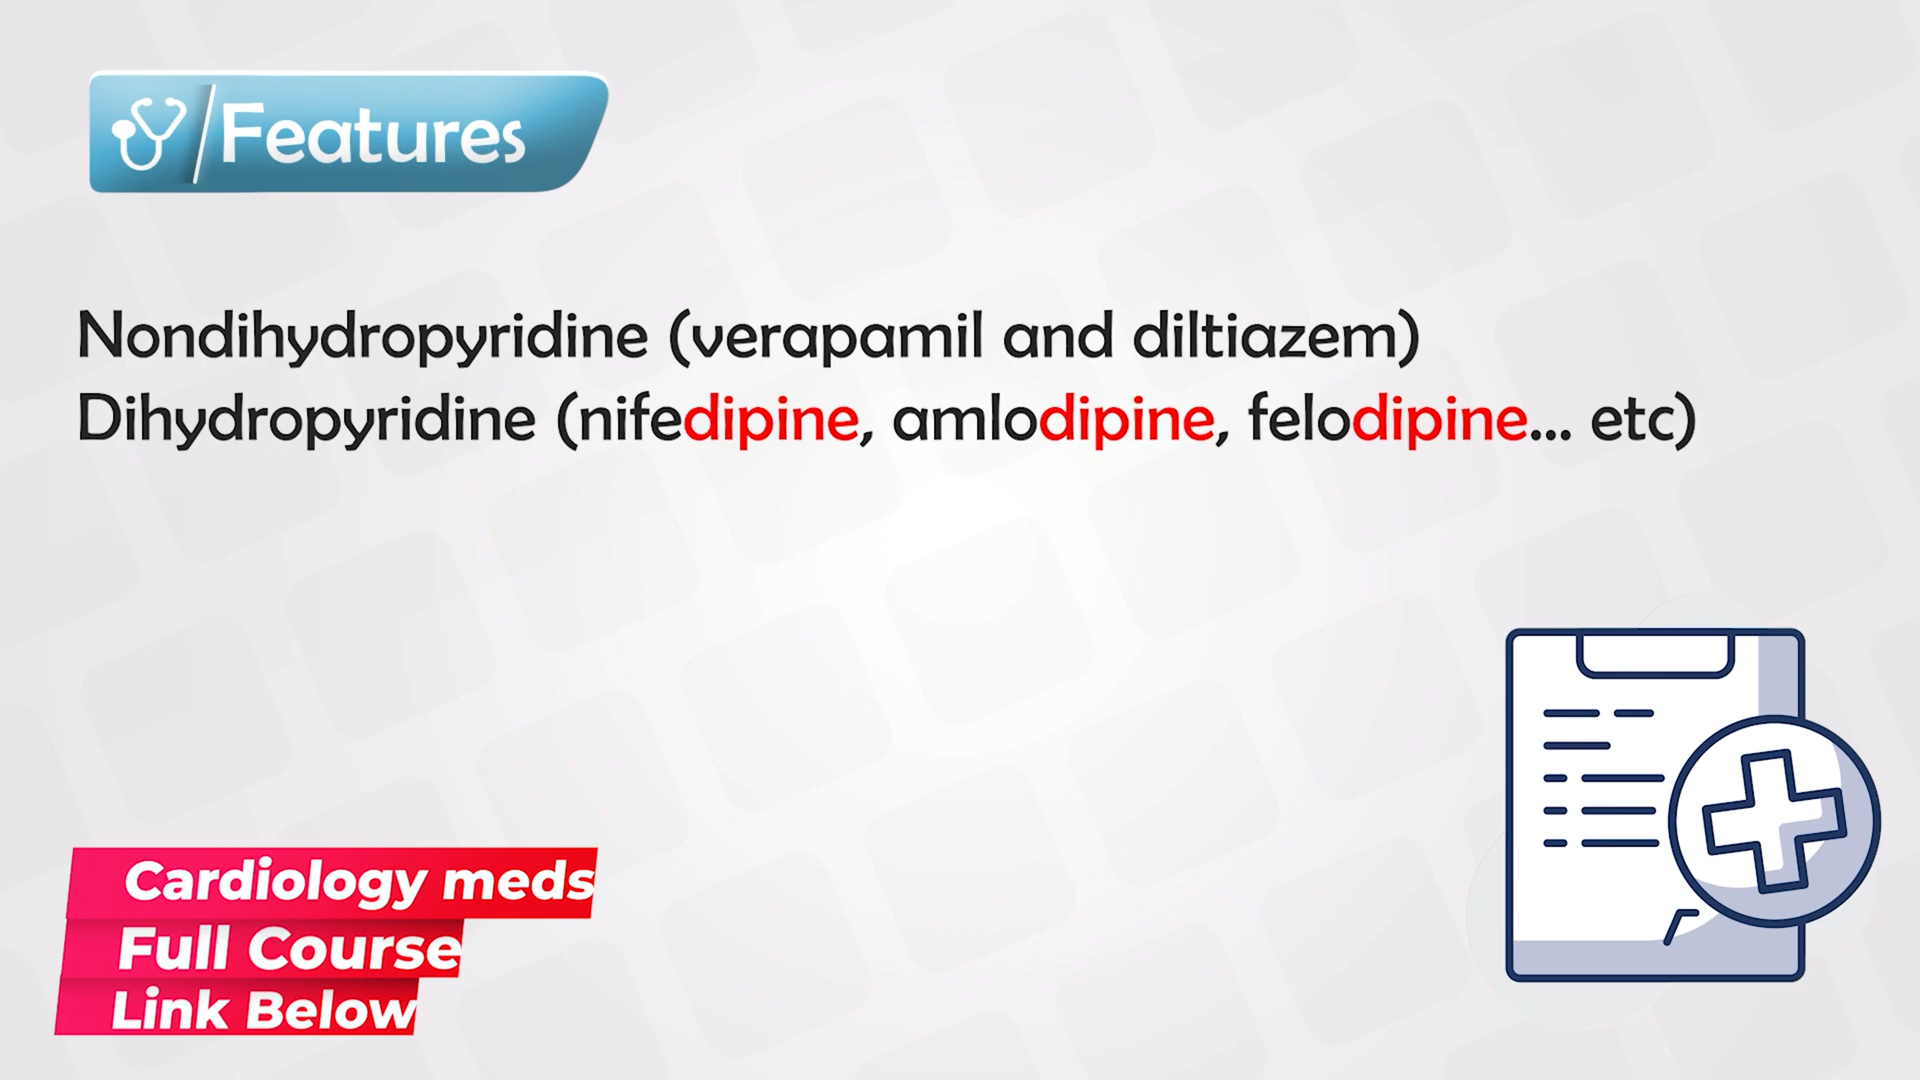 Features
Nondihydropyridine (verapamil and diltiazem)
Dihydropyridine (nifedipine, amlodipine, felodipine... etc)
Cardiology meds
Full Course
Link Below